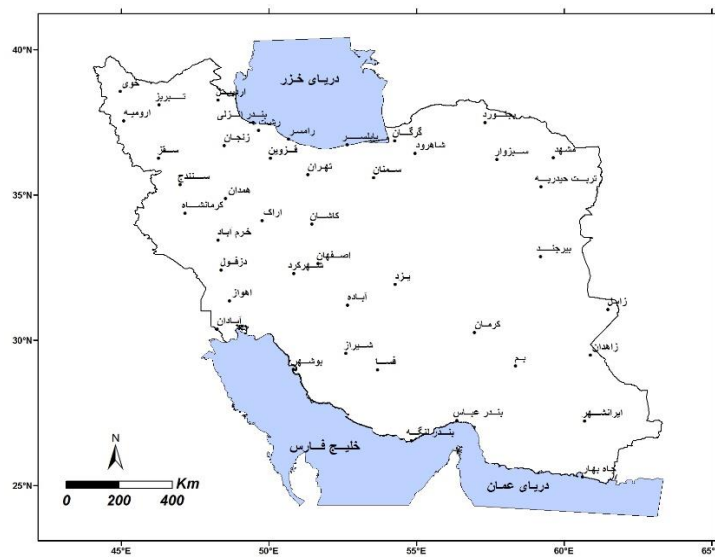 40°N
دریای خزر
خوی
تبریز
اردبیل
ارومیه
بندر انزلی
رشت
رامسر
بابلسر
گرگان
بجنورد
زنجان
قزوین
شاهرود
سبزوار
مشهد
سقز
تهران
سمنان
تربت حیدریه
سنندج
35°N
همدان
کرمانشاه
اراک
کاشان
خرم اباد
اصفهان
بیرجند
دزفول
شهرکرد
یزد
اهواز
آباده
زابل
آبادان
کرمان
30°N
شیراز
زاهدان
بوشهر
فسا
بم
بندر عباس
ایرانشهر
بندر لنگه
خلیج فارس
N
چاه بهار
دریای عمان
25°N
0 200 400 Km
45°E 50°E 55°E 60°E 65°